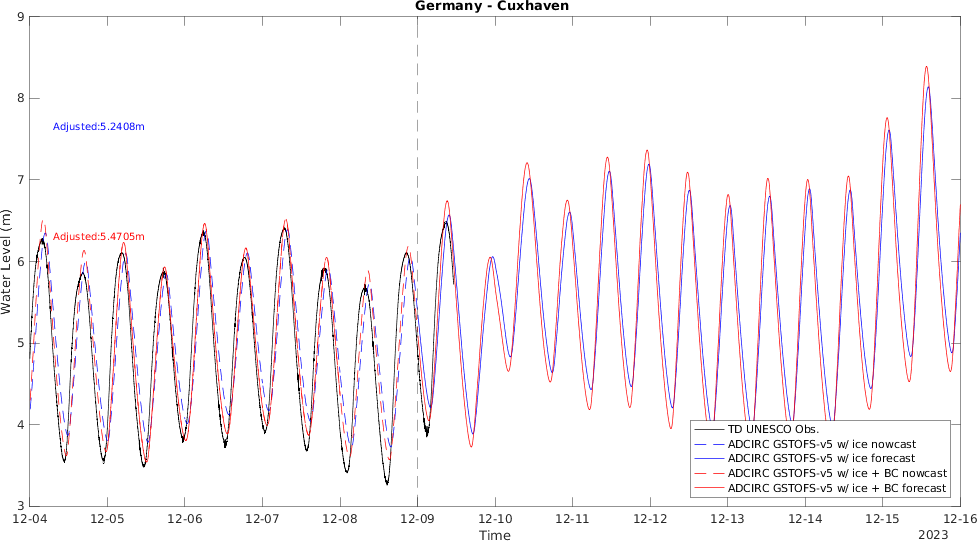 Germany - Cuxhaven
9
8
7
6
5
4
3
Water Level (m)
Adjusted:5.2408m
Adjusted:5.4705m
TD UNESCO Obs.
ADCIRC GSTOFS-v5 w/ ice nowcast
ADCIRC GSTOFS-v5 w/ ice forecast
ADCIRC GSTOFS-v5 w/ ice + BC nowcast
ADCIRC GSTOFS-v5 w/ ice + BC forecast
12-04 12-05 12-06 12-07 12-08 12-09 12-10 12-11 12-12 12-13 12-14 12-15 12-16
Time
2023